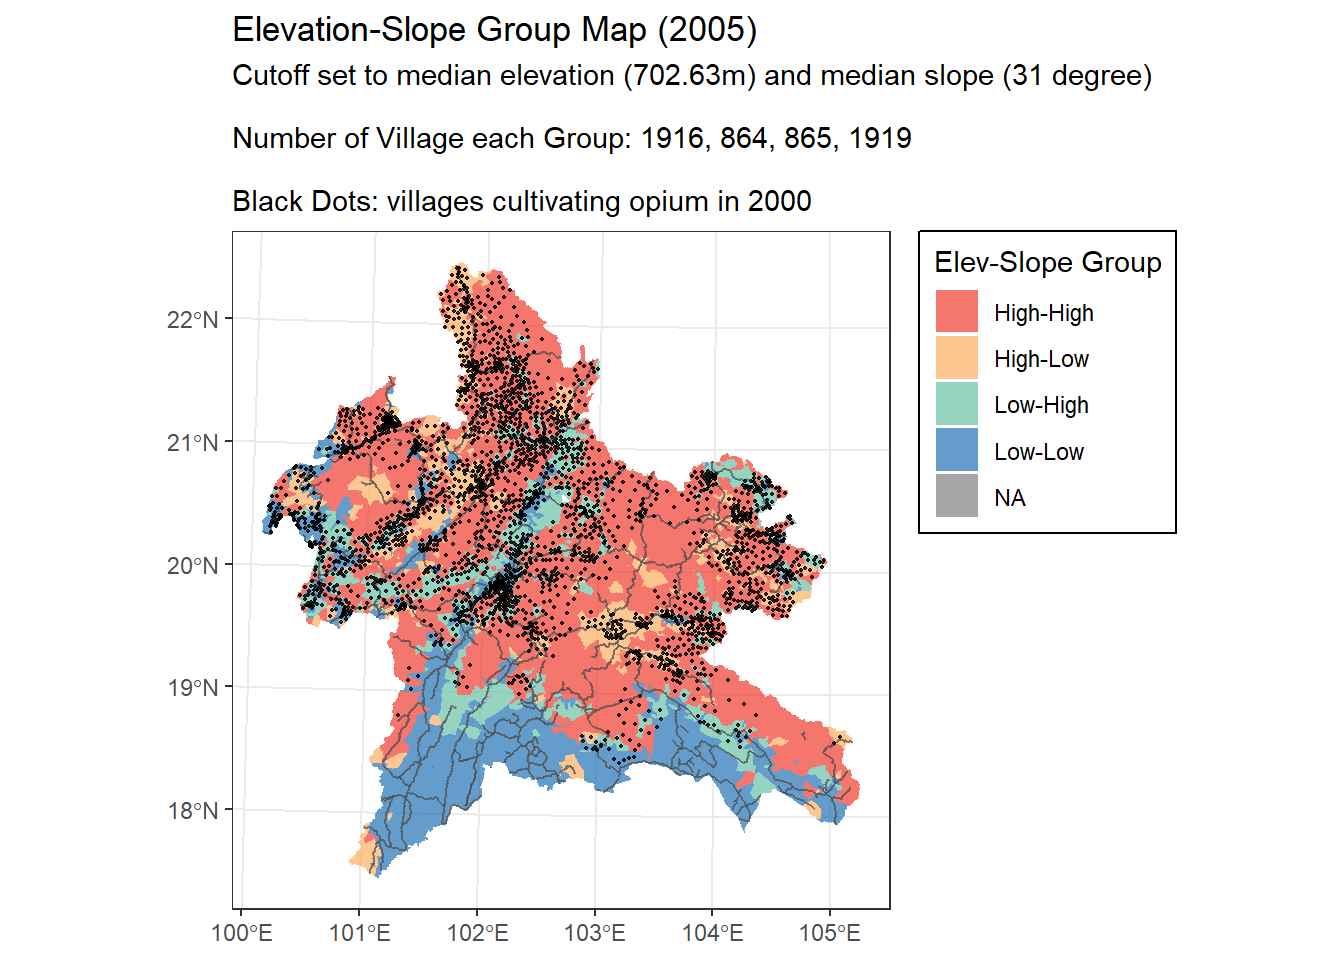 Elevation-Slope Group Map (2005)
Cutoff set to median elevation (702.63m) and median slope (31 degree)
Number of Village each Group: 1916, 864, 865, 1919
Black Dots: villages cultivating opium in 2000
Elev-Slope Group
High-High
High-Low
Low-High
Low-Low
NA
22°N
21°N
20°N
19°N
18°N
100°E
101°E
102°E
103°E
104°E
105°E